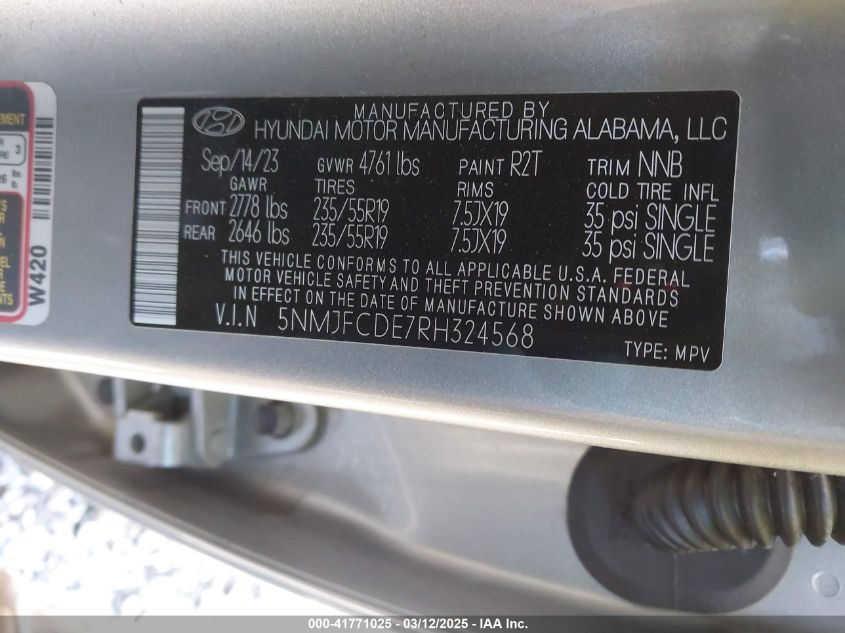 EMENT
3
RE
lbs
W420
MANUFACTURED BY
HYUNDAI MOTOR MANUFACTURING ALABAMA, LLC
Sep/14/23 GVWR 4761 lbs PAINT R2T TRIM NNB
GAWR TIRES RIMS COLD TIRE INFL
FRONT 2778 lbs 235/55R19 7.5JX19 35 psi SINGLE
REAR 2646 lbs 235/55R19 7.5JX19 35 psi SINGLE
THIS VEHICLE CONFORMS TO ALL APPLICABLE U.S.A. FEDERAL
MOTOR VEHICLE SAFETY AND THEFT PREVENTION STANDARDS
IN EFFECT ON THE DATE OF MANUFACTURE SHOWN ABOVE
V.I.N 5NMJFCDE7RH324568
TYPE: MPV
000-41771025 - 03/12/2025 - IAA Inc.